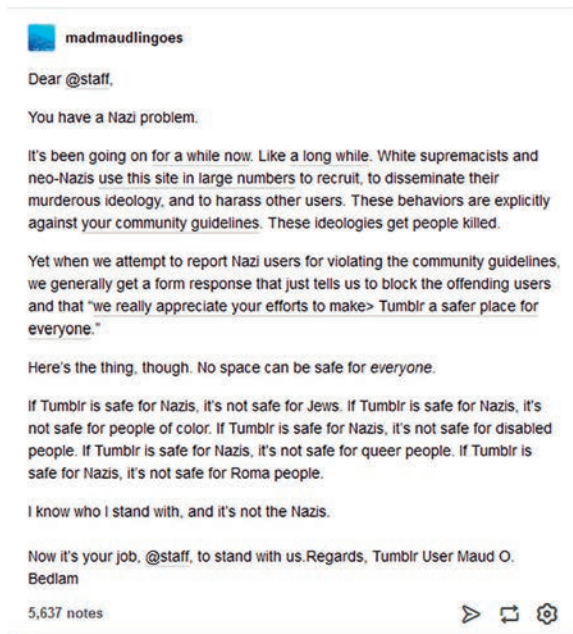 madmaudlingoes
Dear @staff,
You have a Nazi problem.
It's been going on for a while now. Like a long while. White supremacists and
neo-Nazis use this site in large numbers to recruit, to disseminate their
murderous ideology, and to harass other users. These behaviors are explicitly
against your community guidelines. These ideologies get people killed.
Yet when we attempt to report Nazi users for violating the community guidelines,
we generally get a form response that just tells us to block the offending users
and that "we really appreciate your efforts to make> Tumblr a safer place for
everyone."
Here's the thing, though. No space can be safe for everyone.
If Tumblr is safe for Nazis, it's not safe for Jews. If Tumblr is safe for Nazis, it's
not safe for people of color. If Tumblr is safe for Nazis, it's not safe for disabled
people. If Tumblr is safe for Nazis, it's not safe for queer people. If Tumblr is
safe for Nazis, it's not safe for Roma people.
I know who I stand with, and it's not the Nazis.
Now it's your job, @staff, to stand with us.Regards, Tumblr User Maud O.
Bedlam
5,637 notes